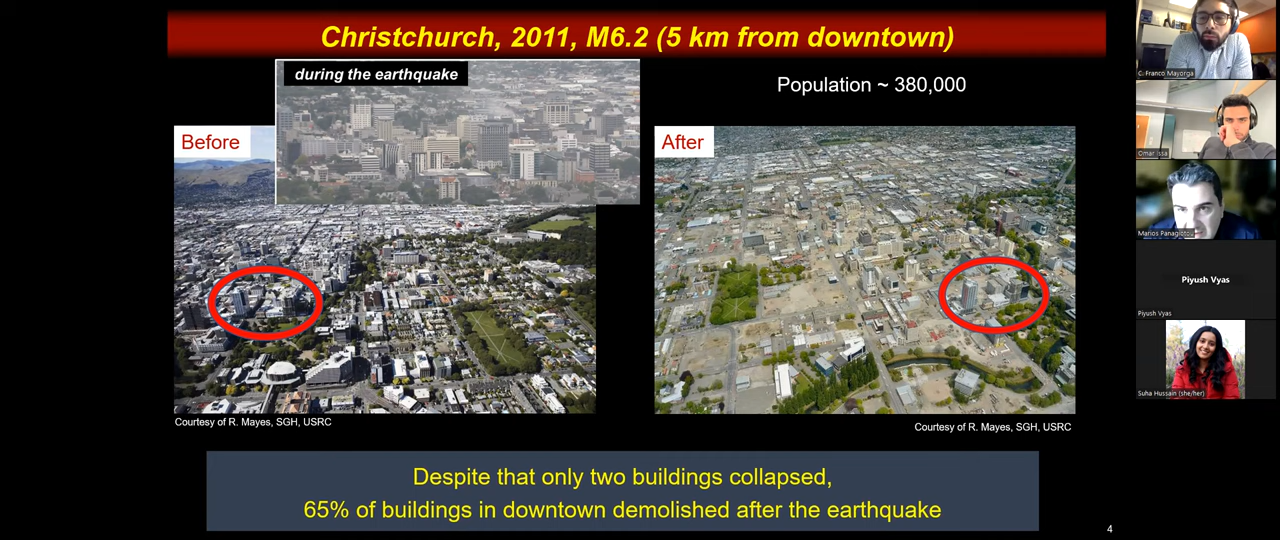 Christchurch, 2011, M6.2 (5 km from downtown)
during the earthquake
Population ~ 380,000
Before
After
Courtesy of R. Mayes, SGH, USRC
Courtesy of R. Mayes, SGH, USRC
Despite that only two buildings collapsed,
65% of buildings in downtown demolished after the earthquake
4
C. Franco Mayorga
Omar Issa
Marios Panagiotou
Piyush Vyas
Piyush Vyas
Suha Hussain (she/her)